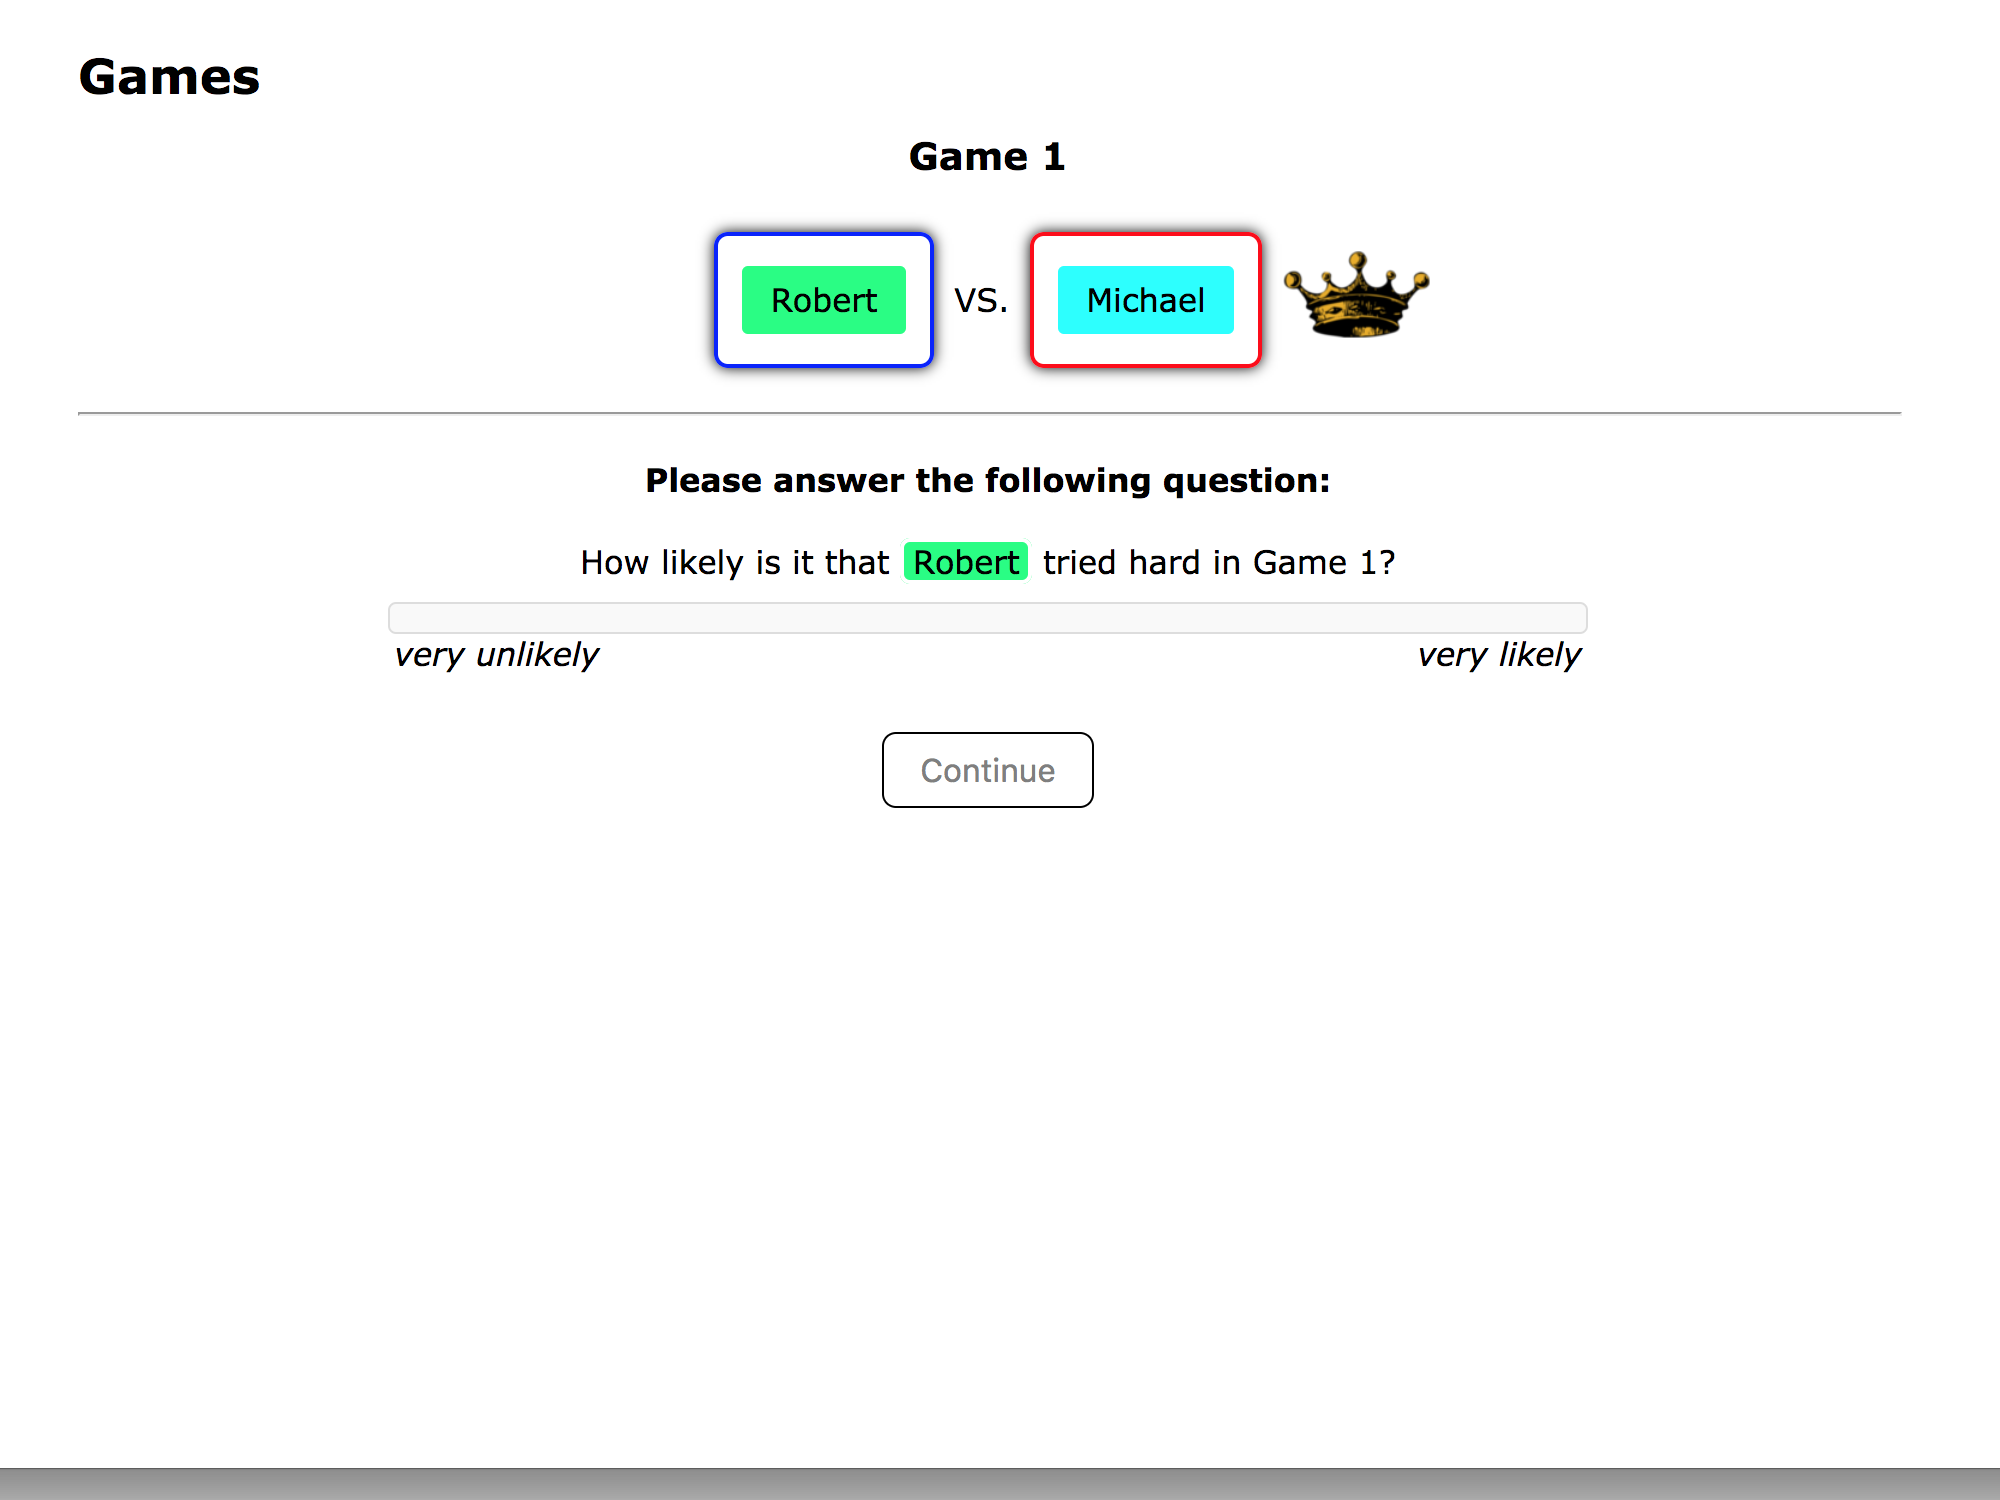 Games
Game 1
Robert vs. Michael
Please answer the following question:
How likely is it that Robert tried hard in Game 1?
very unlikely very likely
Continue